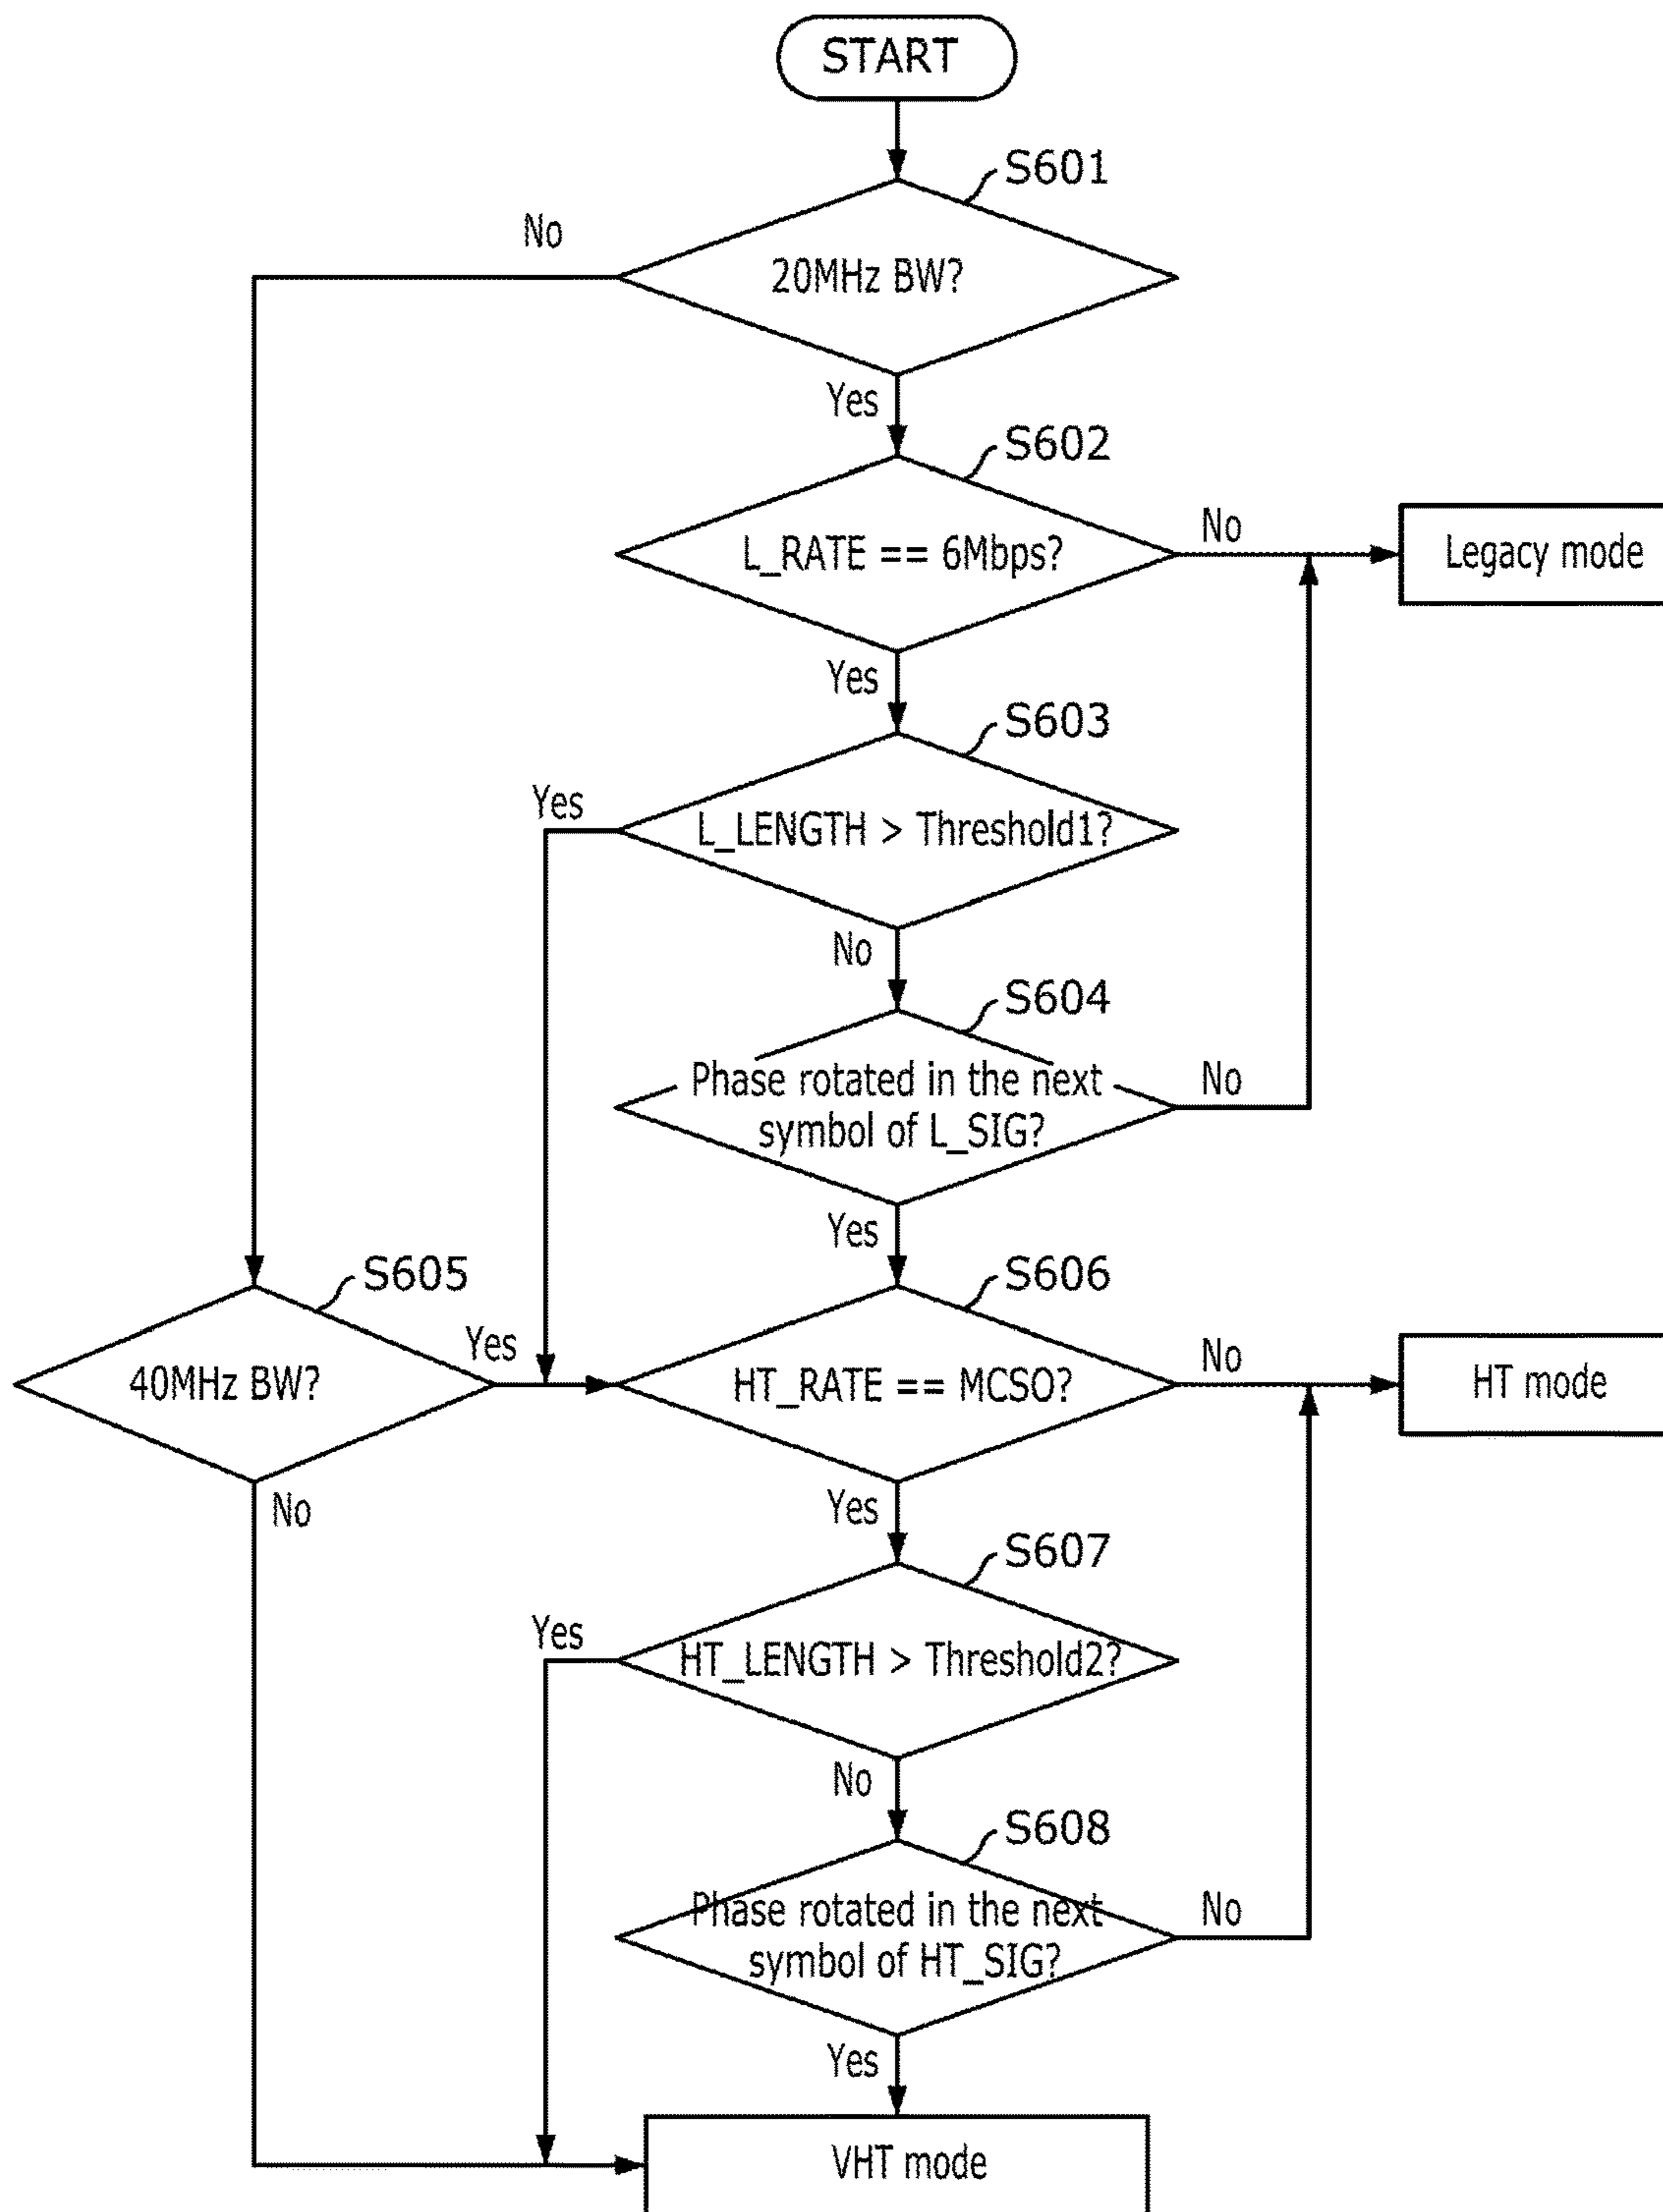 START
S601
No
20MHz BW?
Yes
S602
L_RATE == 6Mbps?
No
Legacy mode
Yes
S603
Yes
L_LENGTH > Threshold1?
No
S604
Phase rotated in the next
symbol of L_SIG?
No
Yes
S605
S606
40MHz BW?
Yes
HT_RATE == MCSO?
No
HT mode
No
Yes
S607
Yes
HT_LENGTH > Threshold2?
No
S608
Phase rotated in the next
symbol of HT_SIG?
No
Yes
VHT mode